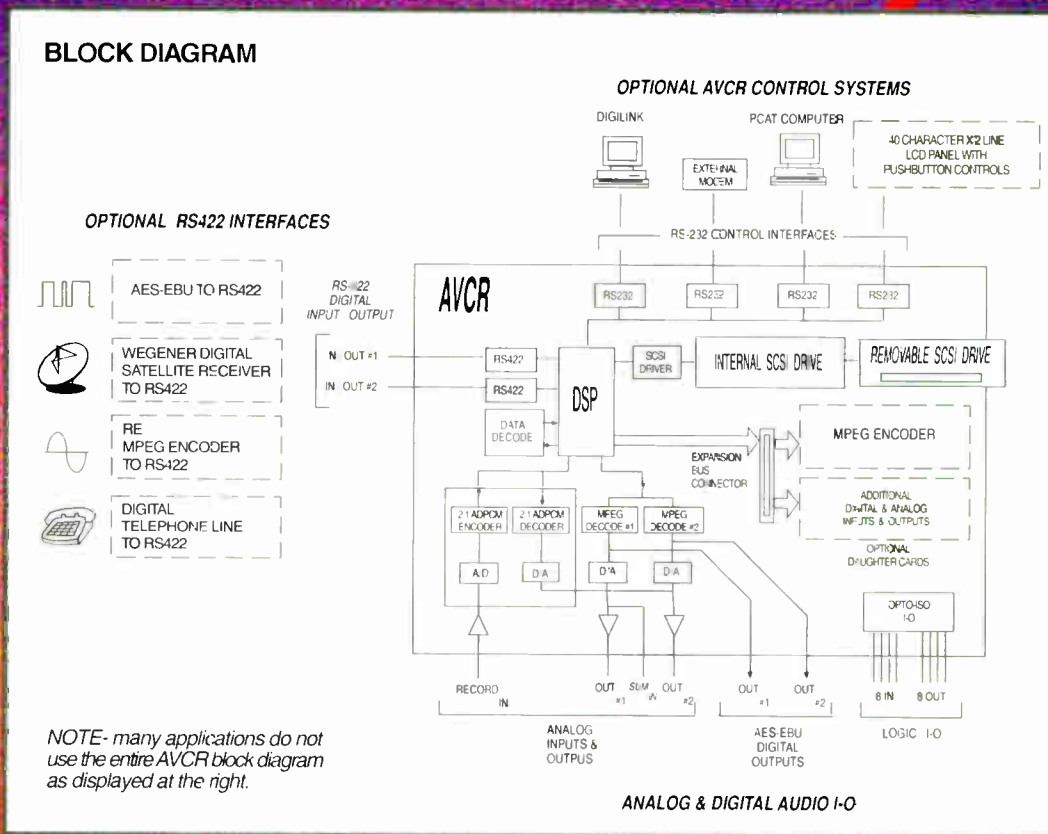 BLOCK DIAGRAM
OPTIONAL AVCR CONTROL SYSTEMS
DIGILINK
PCAT COMPUTER
EXTERNAL
MODEM
40 CHARACTER X2 LINE
LCD PANEL WITH
PUSHBUTTON CONTROLS
RS-232 CONTROL INTERFACES
OPTIONAL RS422 INTERFACES
AES-EBU TO RS422
WEGENER DIGITAL
SATELLITE RECEIVER
TO RS422
RE
MPEG ENCODER
TO RS422
DIGITAL
TELEPHONE LINE
TO RS422
RS-422
DIGITAL
INPUT OUTPUT
IN OUT #1
IN OUT #2
AVCR
RS232
RS232
RS232
RS232
RS422
RS422
DATA
DECODE
DSP
SCSI
DRIVER
INTERNAL SCSI DRIVE
REMOVABLE SCSI DRIVE
EXPANSION
BUS
CONNECTOR
MPEG ENCODER
ADDITIONAL
DIGITAL & ANALOG
INPUTS & OUTPUTS
OPTIONAL
DAUGHTER CARDS
2 1 ADPCM
ENCODER
2 1 ADPCM
DECODER
MPEG
DECODE #1
MPEG
DECODE #2
A/D
D/A
D/A
D/A
OPTO-ISO
I-O
RECORD
IN
OUT
#1
SUM
IN
OUT
#2
OUT
#1
OUT
#2
8 IN
8 OUT
ANALOG
INPUTS &
OUTPUS
AES-EBU
DIGITAL
OUTPUTS
LOGIC I-O
ANALOG & DIGITAL AUDIO I-O
NOTE- many applications do not
use the entire AVCR block diagram
as displayed at the right.